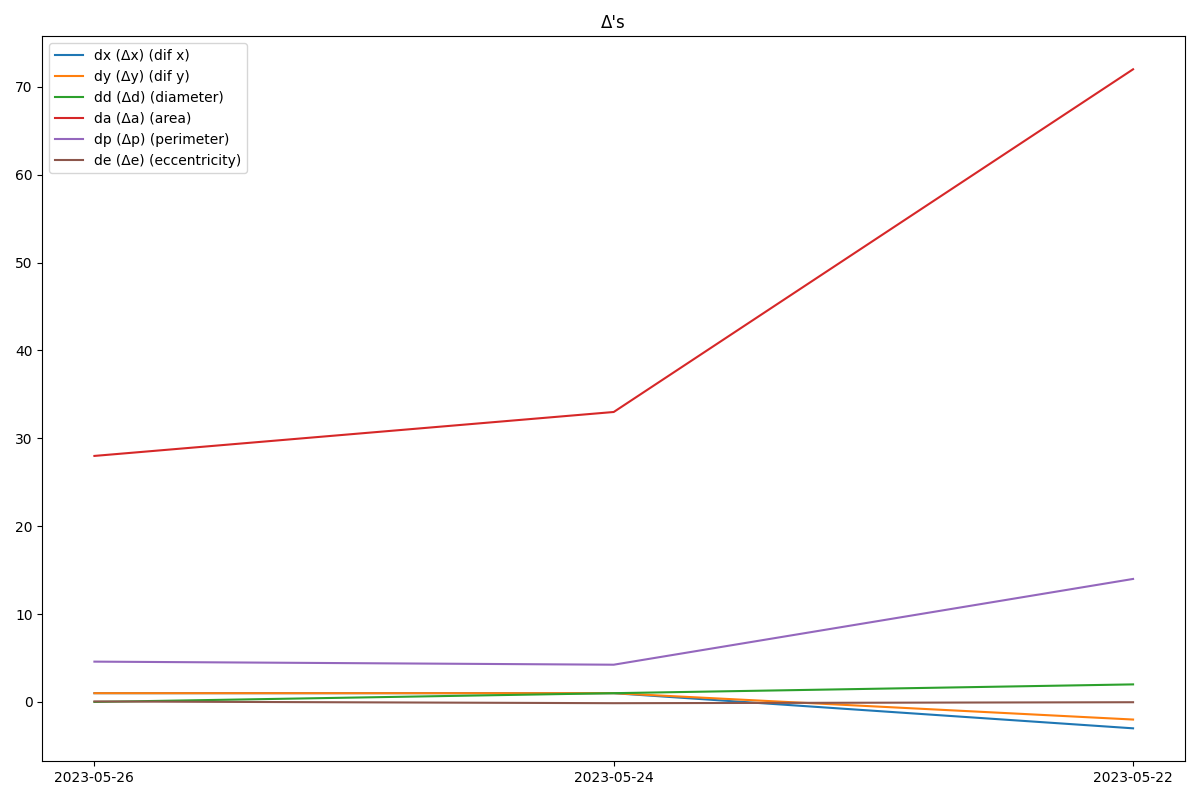 Δ's
dx (Δx) (dif x)
dy (Δy) (dif y)
dd (Δd) (diameter)
da (Δa) (area)
dp (Δp) (perimeter)
de (Δe) (eccentricity)
70
60
50
40
30
20
10
0
2023-05-26
2023-05-24
2023-05-22